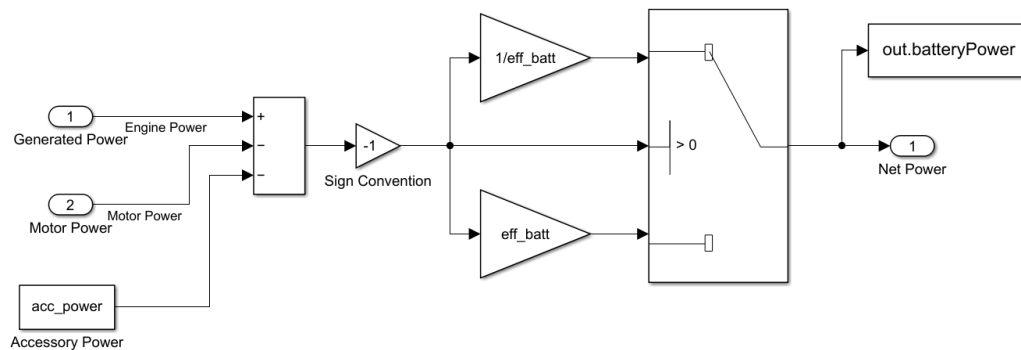 1
Generated Power
Engine Power
2
Motor Power
Motor Power
acc_power
Accessory Power
+
−
−
-1
Sign Convention
1/eff_batt
eff_batt
> 0
out.batteryPower
1
Net Power